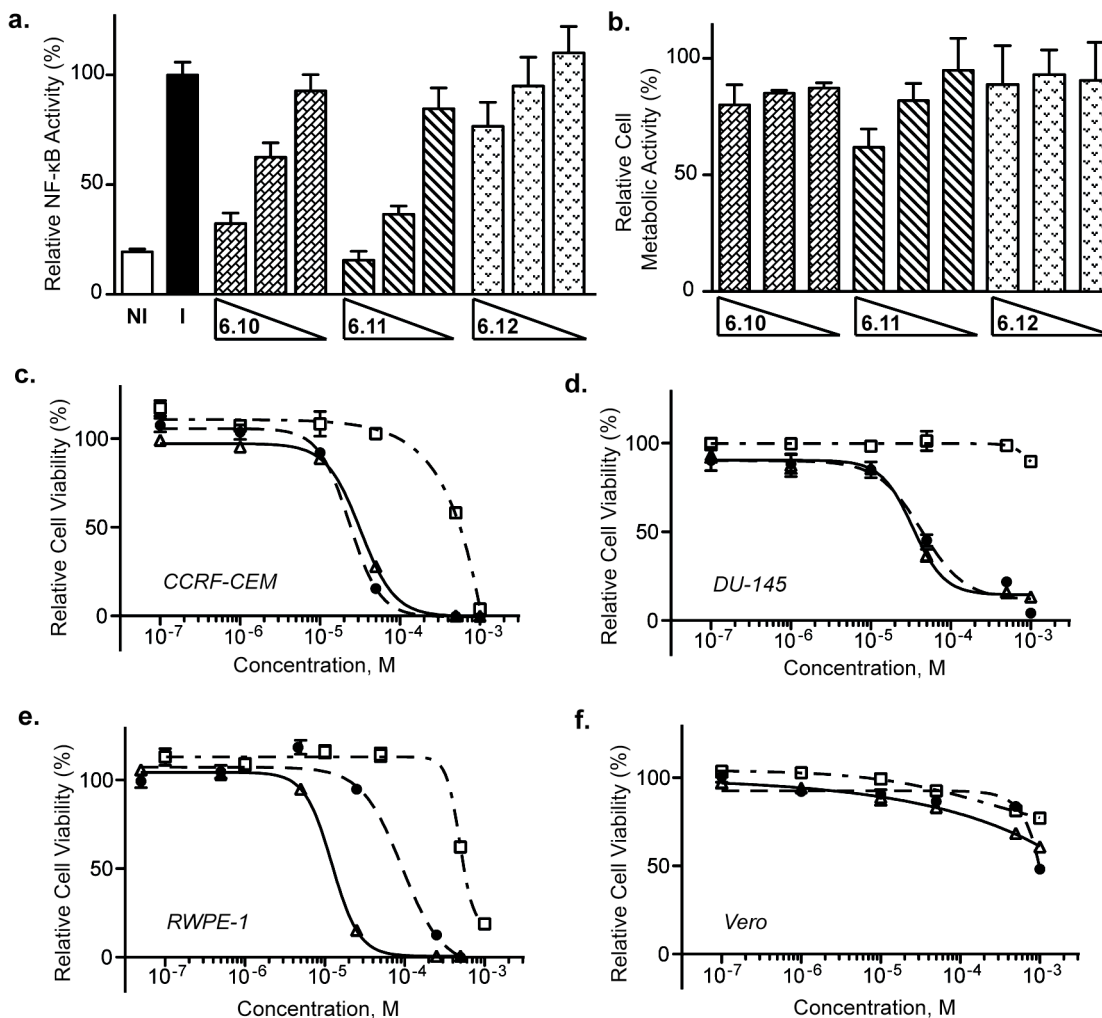 a.
Relative NF-κB Activity (%)
100
50
0
NI
I
6.10
6.11
6.12
b.
Relative Cell
Metabolic Activity (%)
100
50
0
6.10
6.11
6.12
c.
Relative Cell Viability (%)
100
50
0
CCRF-CEM
10-7
10-6
10-5
10-4
10-3
Concentration, M
d.
Relative Cell Viability (%)
100
50
0
DU-145
10-7
10-6
10-5
10-4
10-3
Concentration, M
e.
Relative Cell Viability (%)
100
50
0
RWPE-1
10-7
10-6
10-5
10-4
10-3
Concentration, M
f.
Relative Cell Viability (%)
100
50
0
Vero
10-7
10-6
10-5
10-4
10-3
Concentration, M